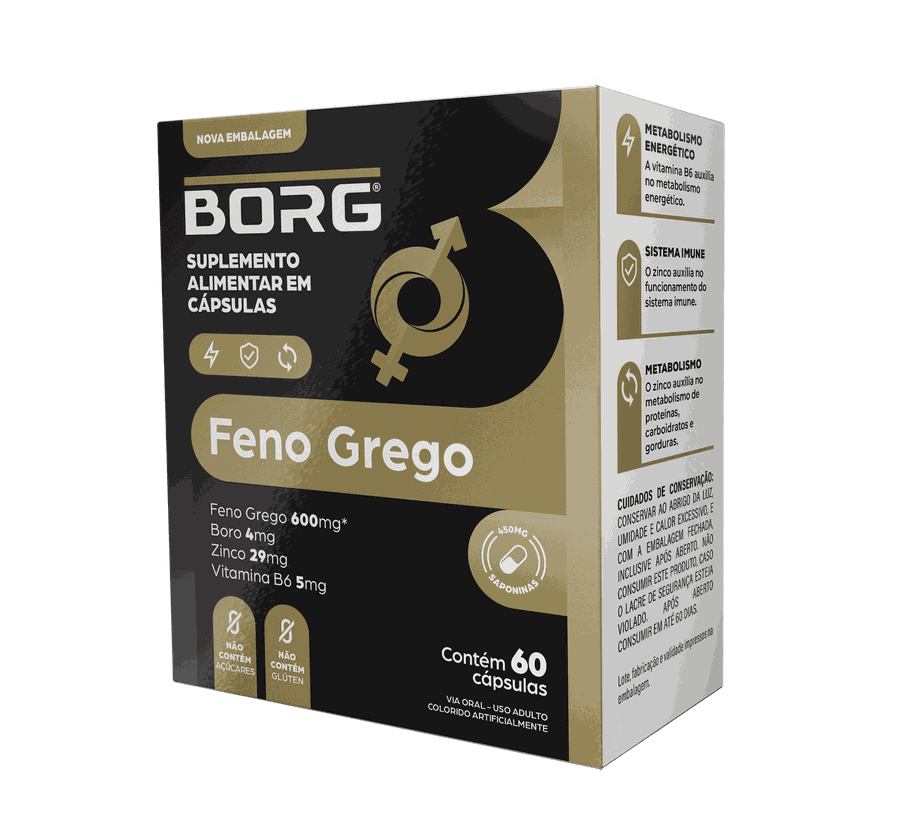 NOVA EMBALAGEM
BORG®
SUPLEMENTO
ALIMENTAR EM
CÁPSULAS
Feno Grego
Feno Grego 600mg*
Boro 4mg
Zinco 29mg
Vitamina B6 5mg
450MG
SAPONINAS
NÃO
CONTÉM
AÇÚCARES
NÃO
CONTÉM
GLÚTEN
Contém 60
cápsulas
VIA ORAL – USO ADULTO
COLORIDO ARTIFICIALMENTE
METABOLISMO
ENERGÉTICO
A vitamina B6 auxilia
no metabolismo
energético.
SISTEMA IMUNE
O zinco auxilia no
funcionamento do
sistema imune.
METABOLISMO
O zinco auxilia no
metabolismo de
proteínas,
carboidratos e
gorduras.
CUIDADOS DE CONSERVAÇÃO:
CONSERVAR AO ABRIGO DA LUZ,
UMIDADE E CALOR EXCESSIVO, E
COM A EMBALAGEM FECHADA,
INCLUSIVE APÓS ABERTO. NÃO
CONSUMIR ESTE PRODUTO, CASO
O LACRE DE SEGURANÇA ESTEJA
VIOLADO. APÓS ABERTO
CONSUMIR EM ATÉ 60 DIAS.
Lote, fabricação e validade impressos na
embalagem.